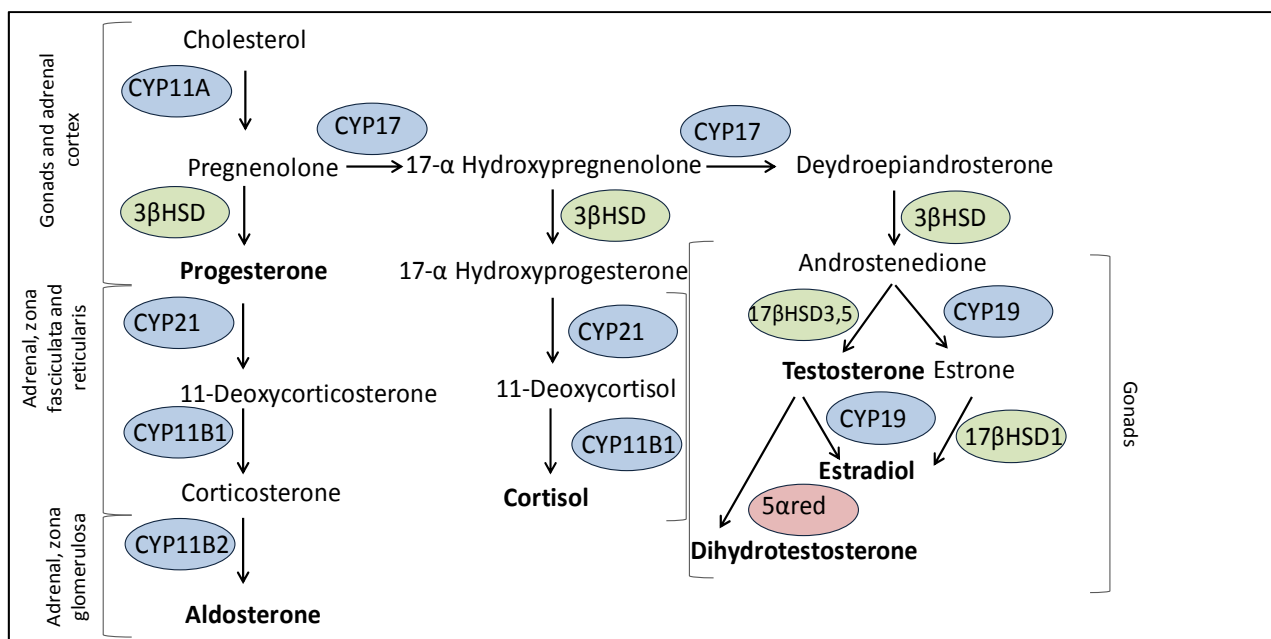 Gonads and adrenal
cortex
Adrenal, zona
fasciculata and
reticularis
Adrenal, zona
glomerulosa
Cholesterol
CYP11A
CYP17
CYP17
Pregnenolone
17-α Hydroxypregnenolone
Deydroepiandrosterone
3βHSD
3βHSD
3βHSD
Progesterone
17-α Hydroxyprogesterone
Androstenedione
CYP21
CYP21
17βHSD3,5
CYP19
11-Deoxycorticosterone
11-Deoxycortisol
Testosterone
Estrone
CYP11B1
CYP11B1
CYP19
17βHSD1
Corticosterone
Cortisol
Estradiol
5αred
CYP11B2
Dihydrotestosterone
Aldosterone
Gonads